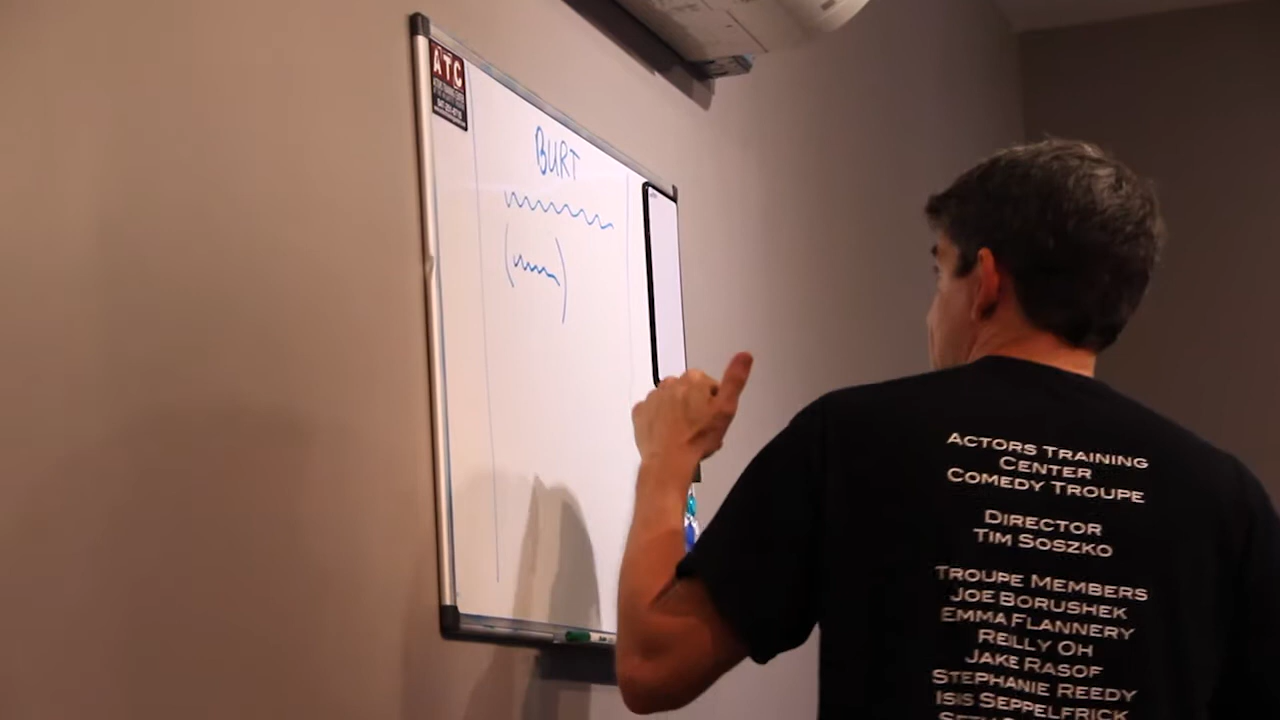 ATC
BURT
ACTORS TRAINING
CENTER
COMEDY TROUPE
DIRECTOR
TIM SOSZKO
TROUPE MEMBERS
JOE BORUSHEK
EMMA FLANNERY
REILLY OH
JAKE RASOF
STEPHANIE REEDY
ISIS SEPPELFRICK